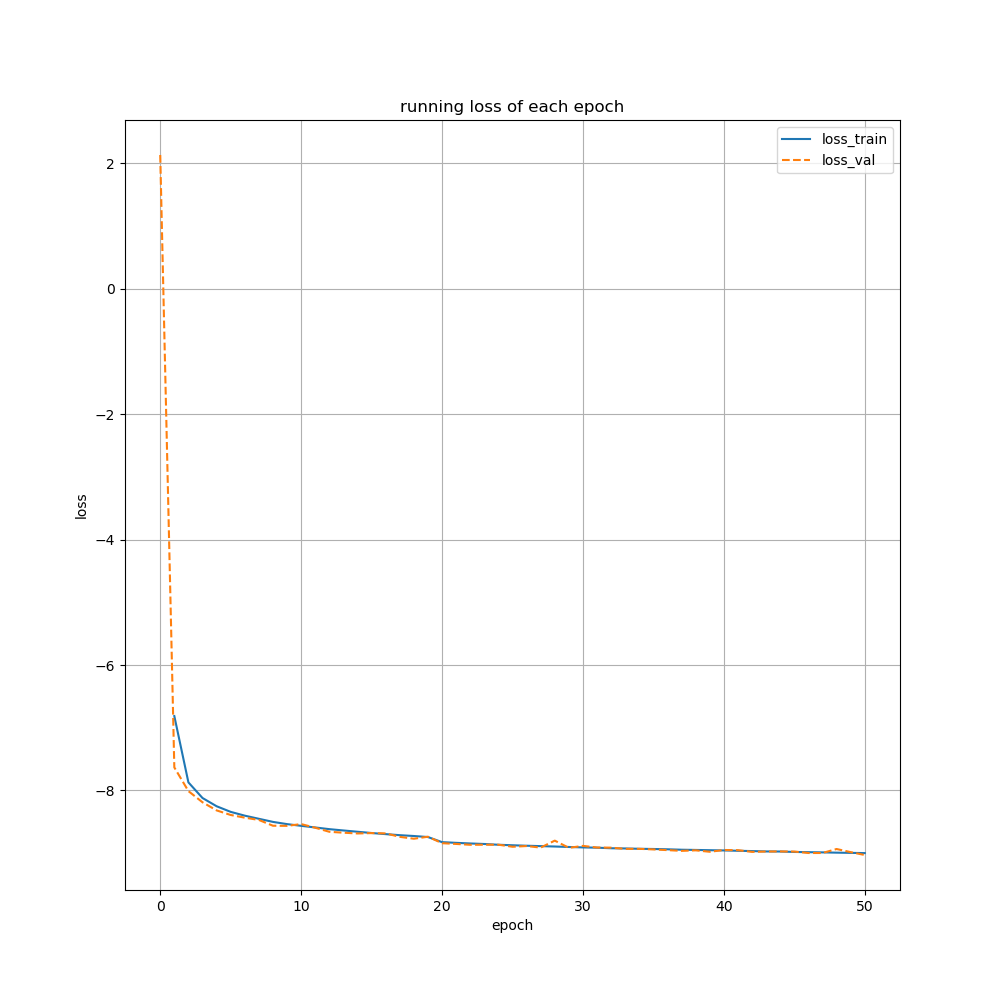 running loss of each epoch
loss_train
loss_val
2
0
−2
−4
−6
−8
loss
0 10 20 30 40 50
epoch